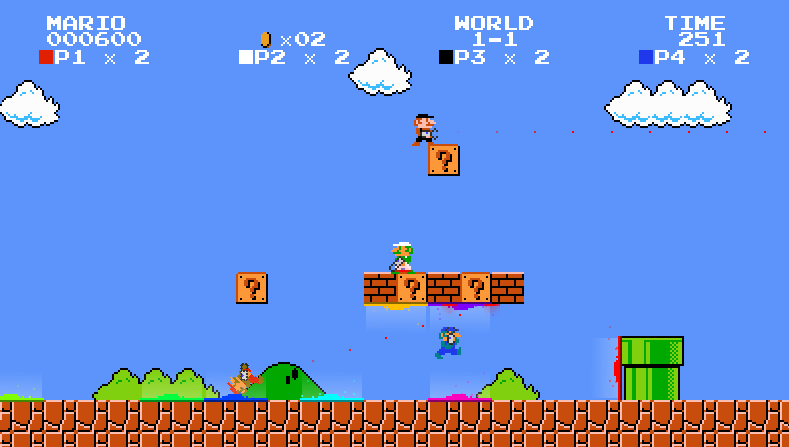 MARIO WORLD TIME
000600 ×02 1-1 251
P1 × 2 P2 × 2 P3 × 2 P4 × 2
?
? ? ?